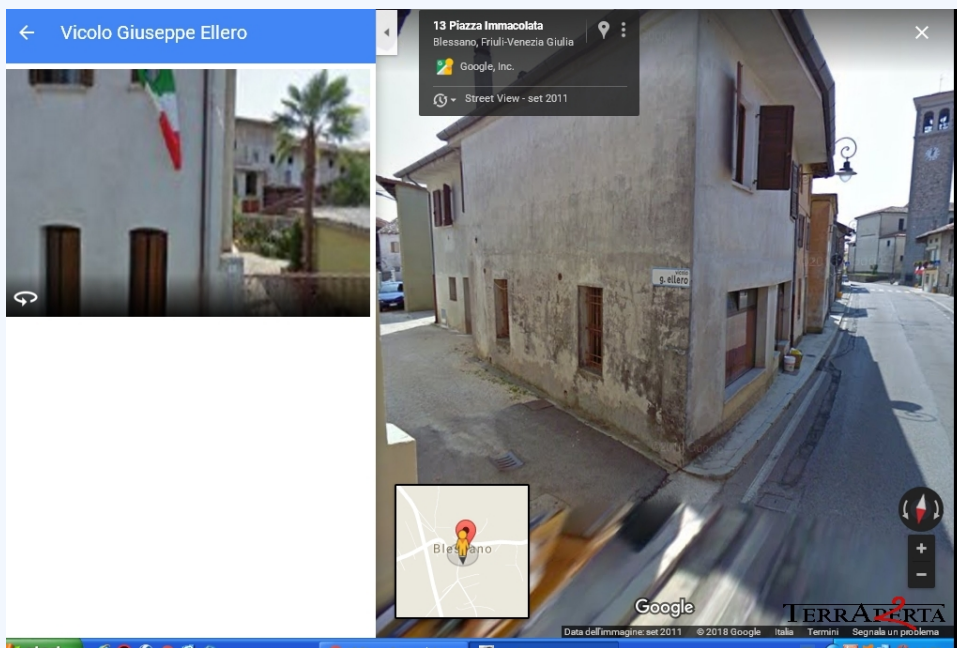 Vicolo Giuseppe Ellero
13 Piazza Immacolata
Blessano, Friuli-Venezia Giulia
Google, Inc.
Street View - set 2011
vicolo
g. ellero
Blessano
Google
TERRAPERTA
2
Data dell'immagine: set 2011 © 2018 Google Italia Termini Segnala un problema